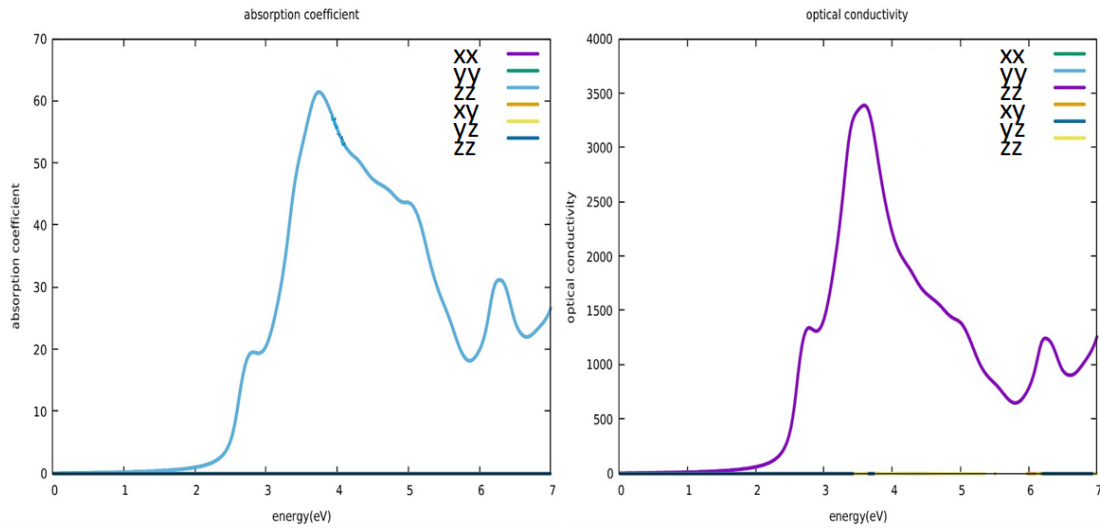 absorption coefficient
70
60
50
40
30
20
10
0
absorption coefficient
xx
yy
zz
xy
yz
zz
0 1 2 3 4 5 6 7
energy(eV)
optical conductivity
4000
3500
3000
2500
2000
1500
1000
500
0
optical conductivity
xx
yy
zz
xy
yz
zz
0 1 2 3 4 5 6 7
energy(eV)